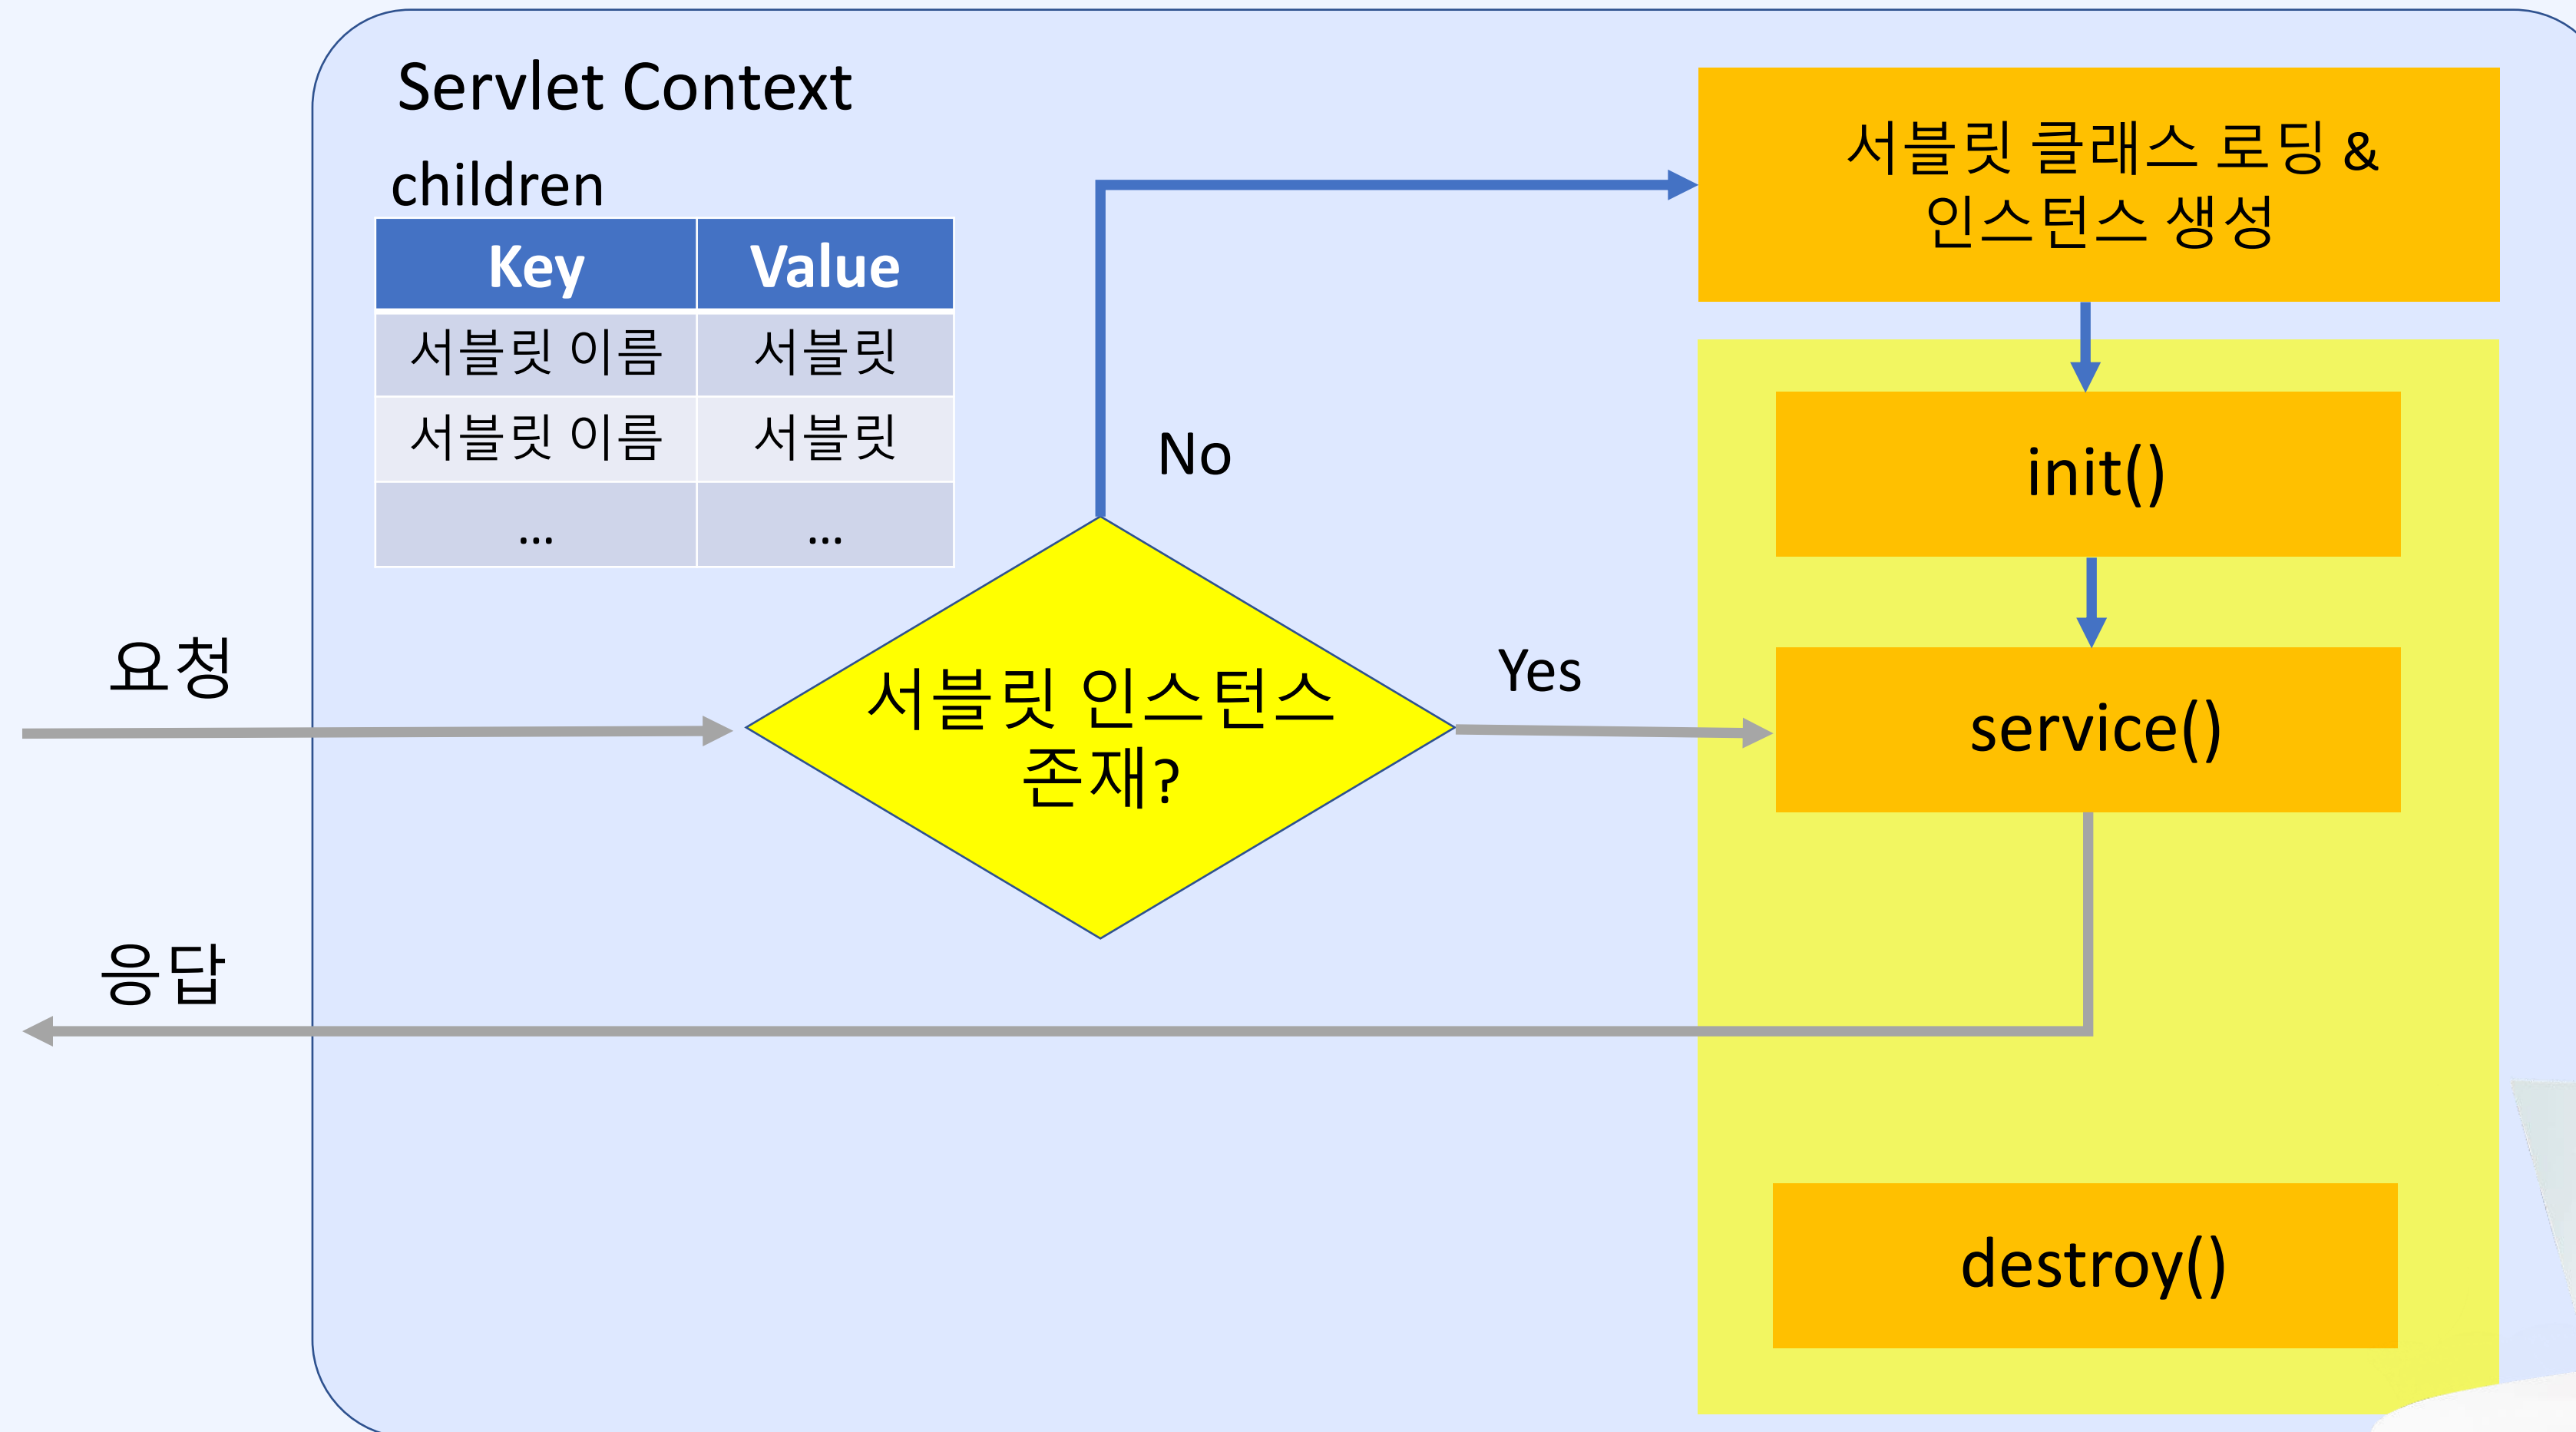 Servlet Context
children
Key Value
서블릿 이름 서블릿
서블릿 이름 서블릿
... ...
요청
응답
서블릿 인스턴스
존재?
No
Yes
서블릿 클래스 로딩 &
인스턴스 생성
init()
service()
destroy()